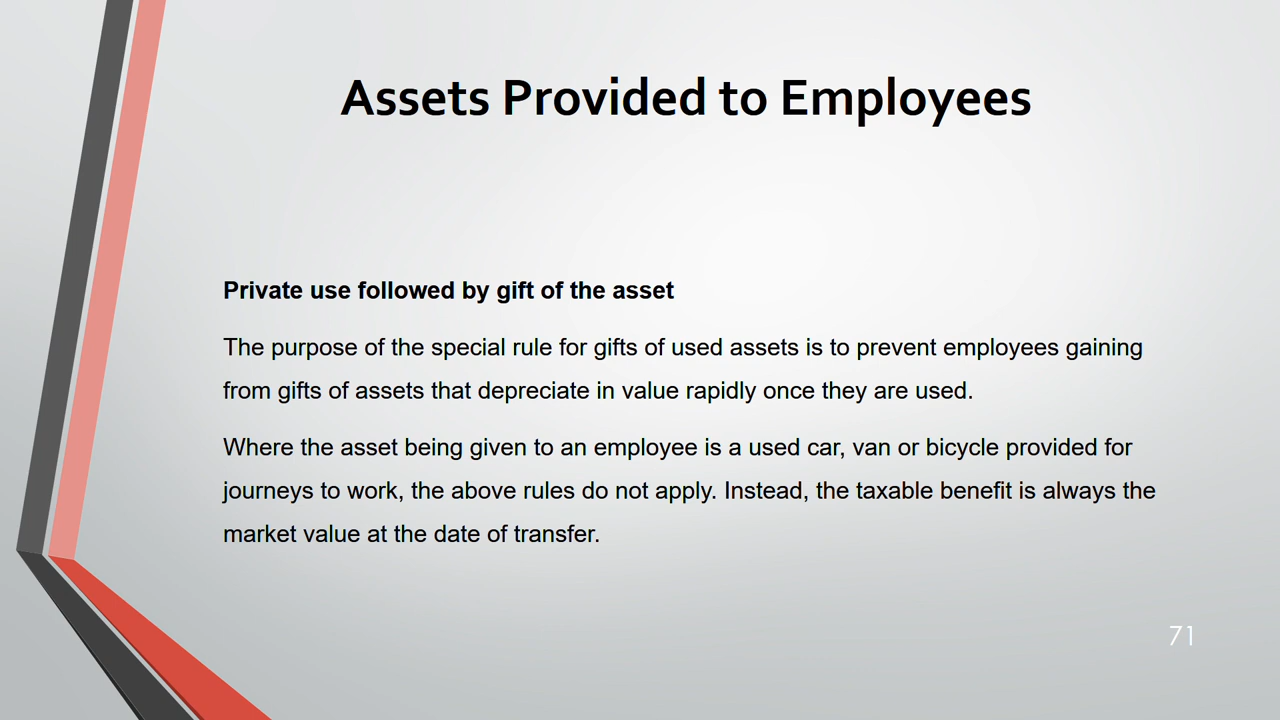 Assets Provided to Employees
Private use followed by gift of the asset
The purpose of the special rule for gifts of used assets is to prevent employees gaining
from gifts of assets that depreciate in value rapidly once they are used.
Where the asset being given to an employee is a used car, van or bicycle provided for
journeys to work, the above rules do not apply. Instead, the taxable benefit is always the
market value at the date of transfer.
71